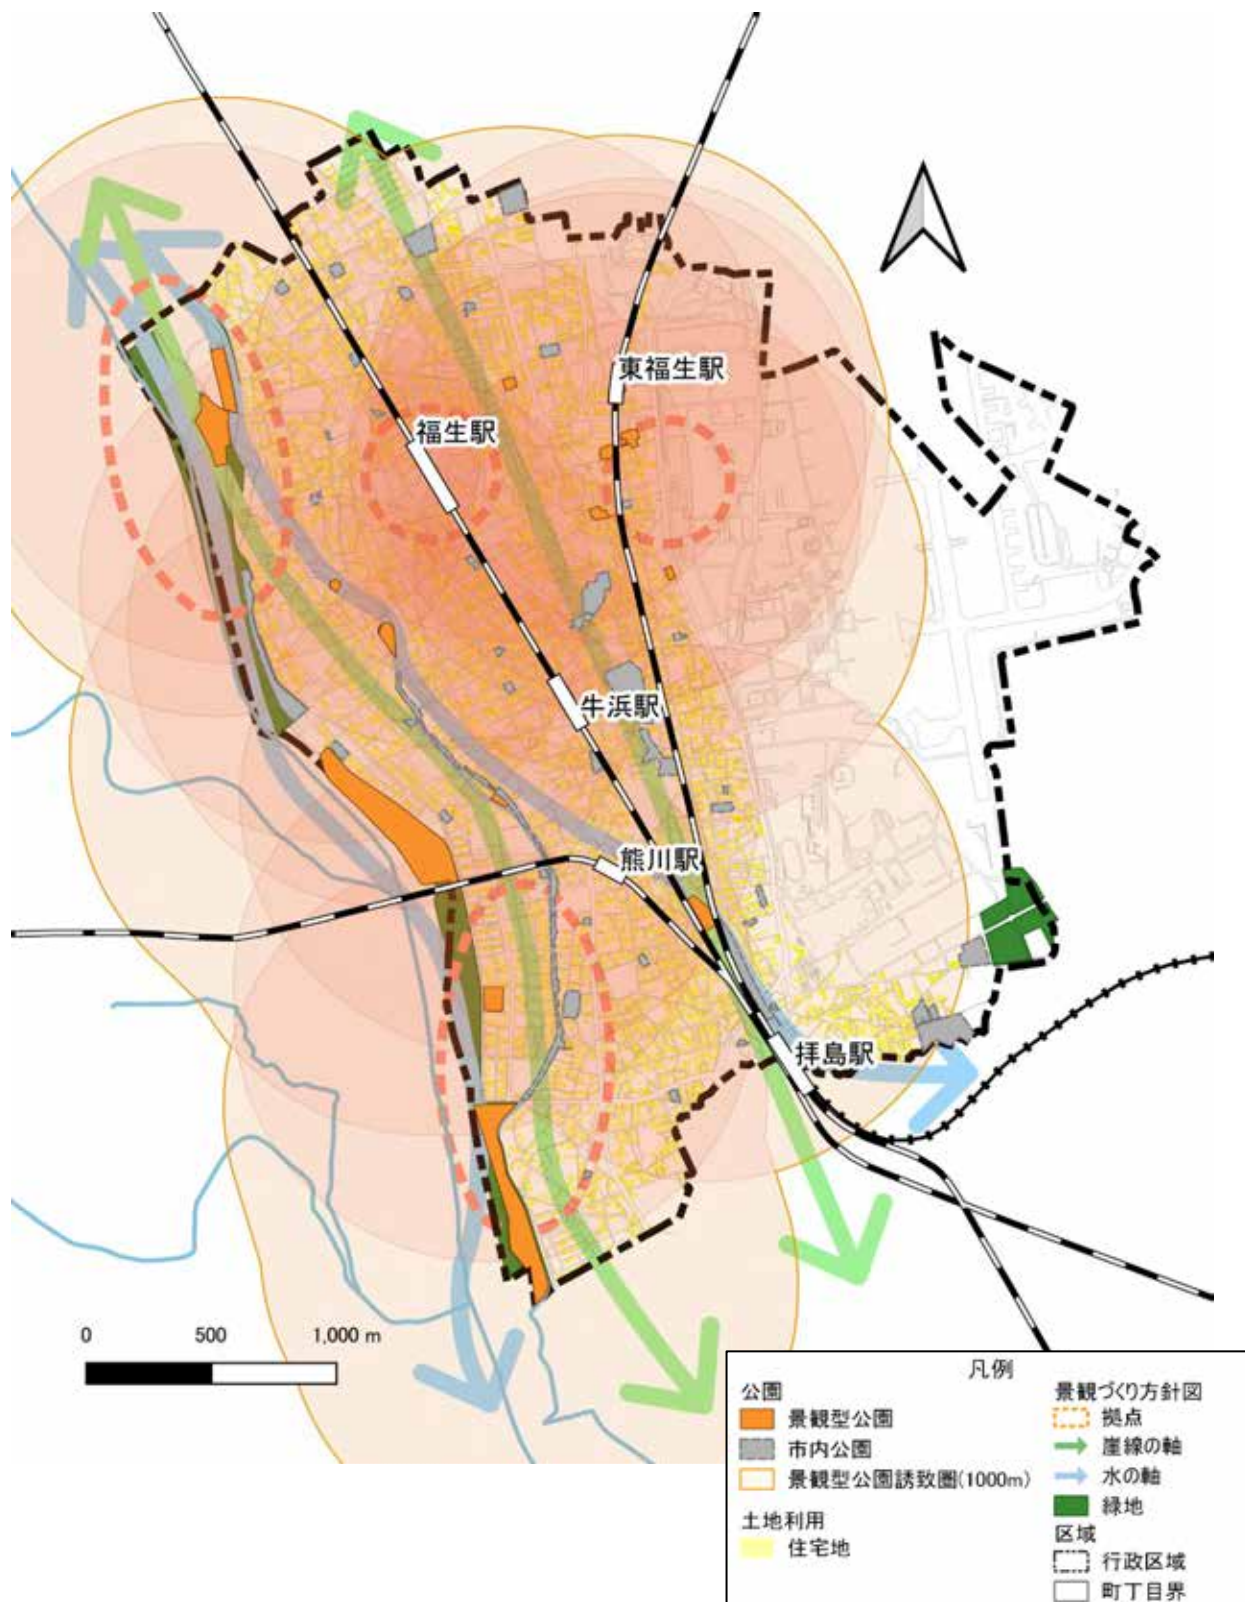 東福生駅
福生駅
牛浜駅
熊川駅
拝島駅
0 500 1,000 m
凡例
公園
景観型公園
市内公園
景観型公園誘致圏(1000m)
土地利用
住宅地
景観づくり方針図
拠点
崖線の軸
水の軸
緑地
区域
行政区域
町丁目界